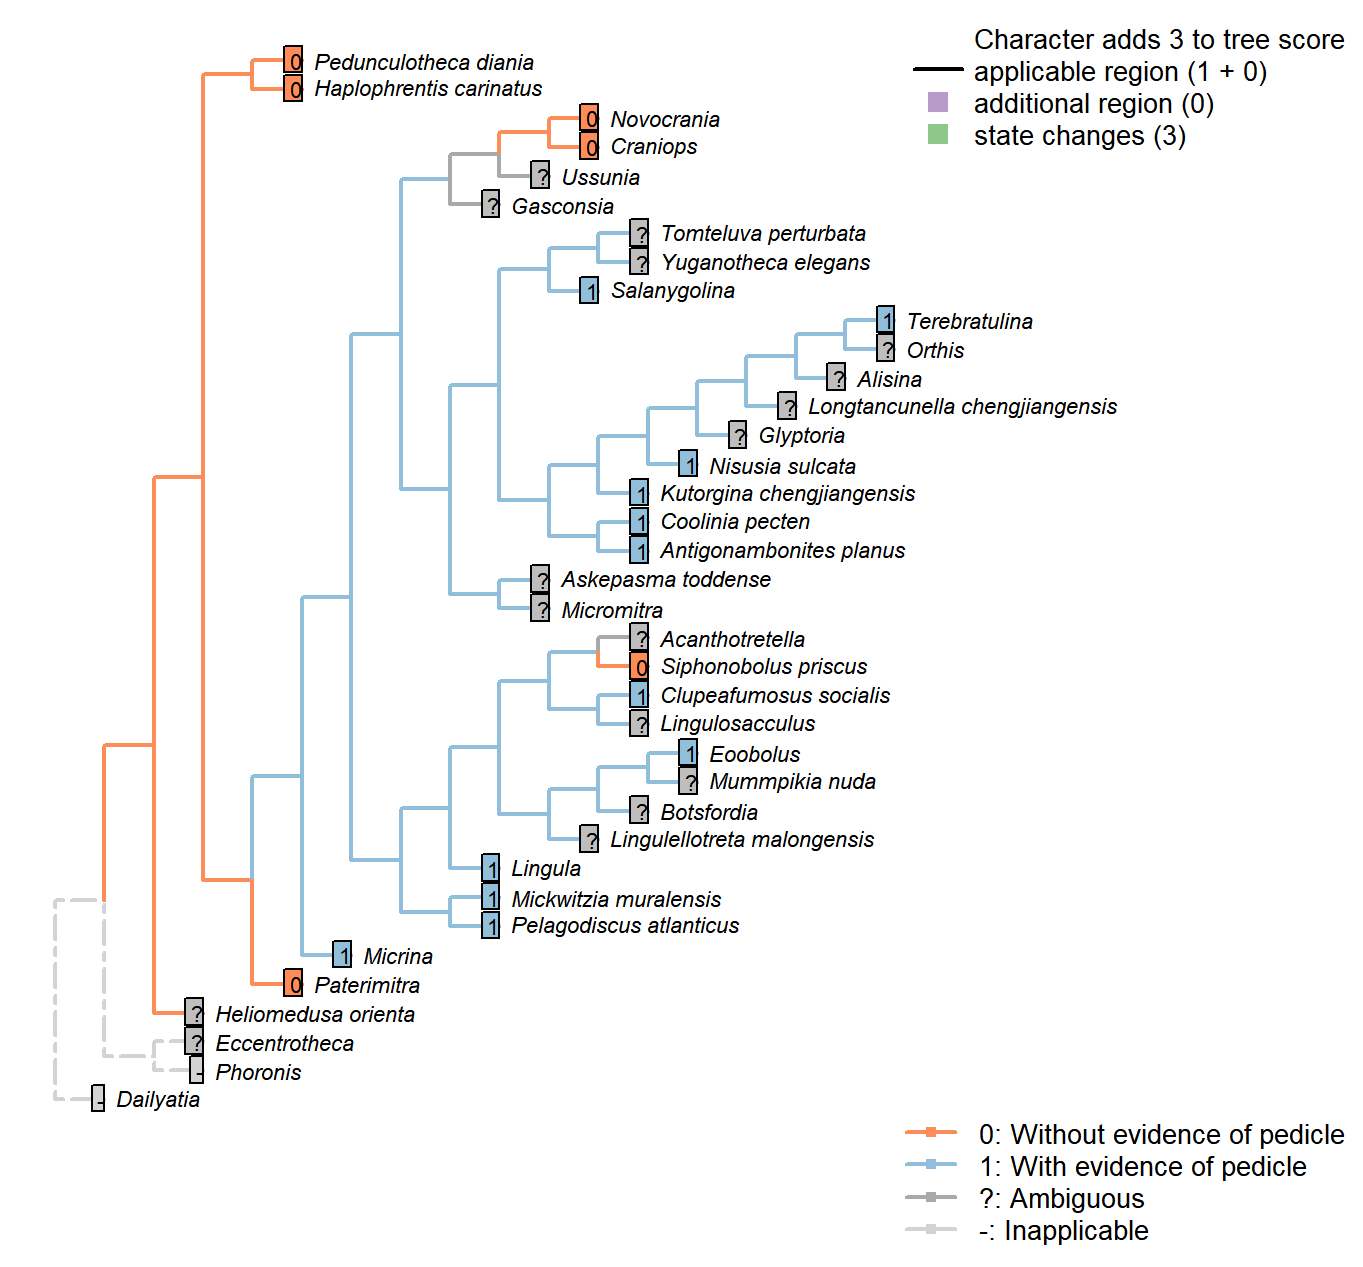 Character adds 3 to tree score
applicable region (1 + 0)
additional region (0)
state changes (3)
0 Pedunculotheca diania
0 Haplophrentis carinatus
0 Novocrania
0 Craniops
? Ussunia
? Gasconsia
? Tomteluva perturbata
? Yuganotheca elegans
1 Salanygolina
1 Terebratulina
? Orthis
? Alisina
? Longtancunella chengjiangensis
? Glyptoria
1 Nisusia sulcata
1 Kutorgina chengjiangensis
1 Coolinia pecten
1 Antigonambonites planus
? Askepasma toddense
? Micromitra
? Acanthotretella
0 Siphonobolus priscus
1 Clupeafumosus socialis
? Lingulosacculus
1 Eoobolus
? Mummpikia nuda
? Botsfordia
? Lingulellotreta malongensis
1 Lingula
1 Mickwitzia muralensis
1 Pelagodiscus atlanticus
1 Micrina
0 Paterimitra
? Heliomedusa orienta
? Eccentrotheca
- Phoronis
- Dailyatia
0: Without evidence of pedicle
1: With evidence of pedicle
?: Ambiguous
-: Inapplicable